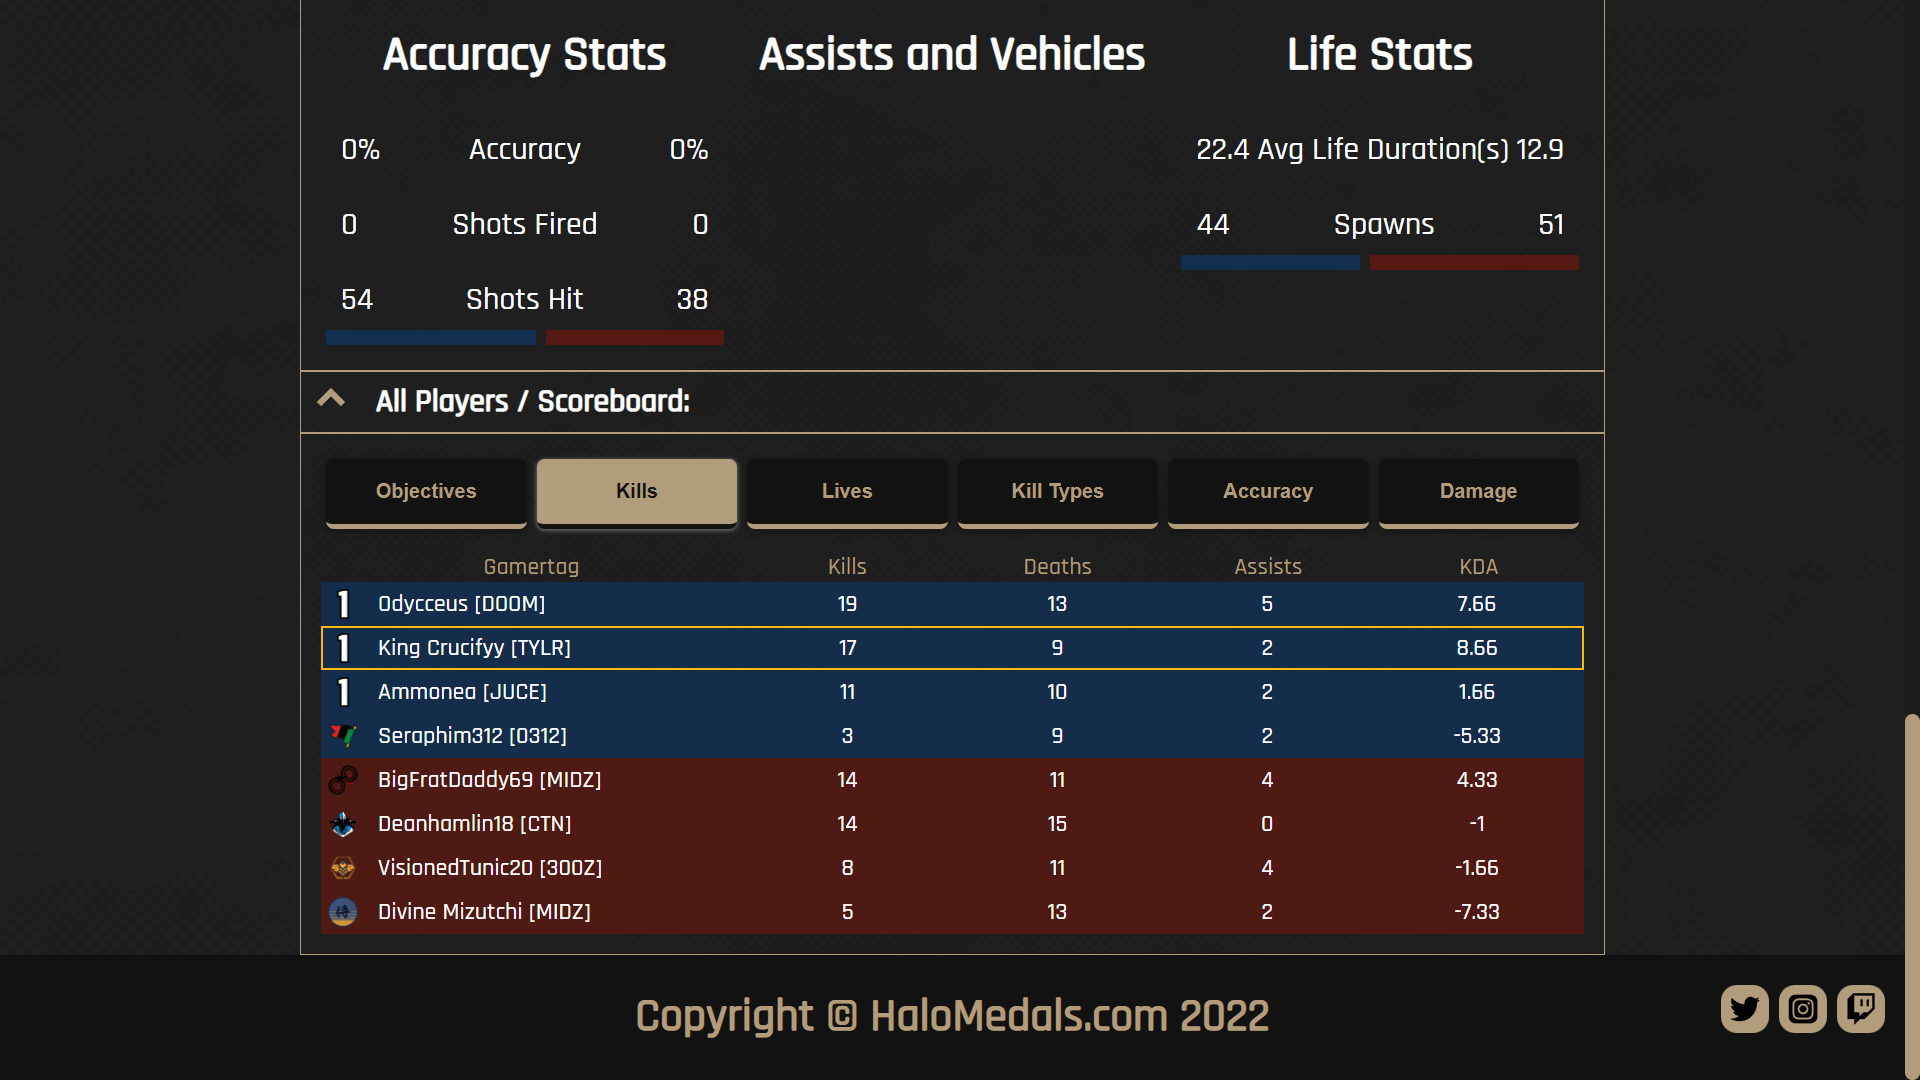 Accuracy Stats Assists and Vehicles Life Stats
0% Accuracy 0% 22.4 Avg Life Duration(s) 12.9
0 Shots Fired 0 44 Spawns 51
54 Shots Hit 38
All Players / Scoreboard:
Objectives Kills Lives Kill Types Accuracy Damage
Gamertag Kills Deaths Assists KDA
1 Odycceus [DOOM] 19 13 5 7.66
1 King Crucifyy [TYLR] 17 9 2 8.66
1 Ammonea [JUCE] 11 10 2 1.66
Seraphim312 [0312] 3 9 2 -5.33
BigFratDaddy69 [MIDZ] 14 11 4 4.33
Deanhamlin18 [CTN] 14 15 0 -1
VisionedTunic20 [300Z] 8 11 4 -1.66
Divine Mizutchi [MIDZ] 5 13 2 -7.33
Copyright © HaloMedals.com 2022